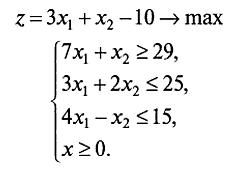 z = 3x₁ + x₂ − 10 → max
7x₁ + x₂ ≥ 29,
3x₁ + 2x₂ ≤ 25,
4x₁ − x₂ ≤ 15,
x ≥ 0.